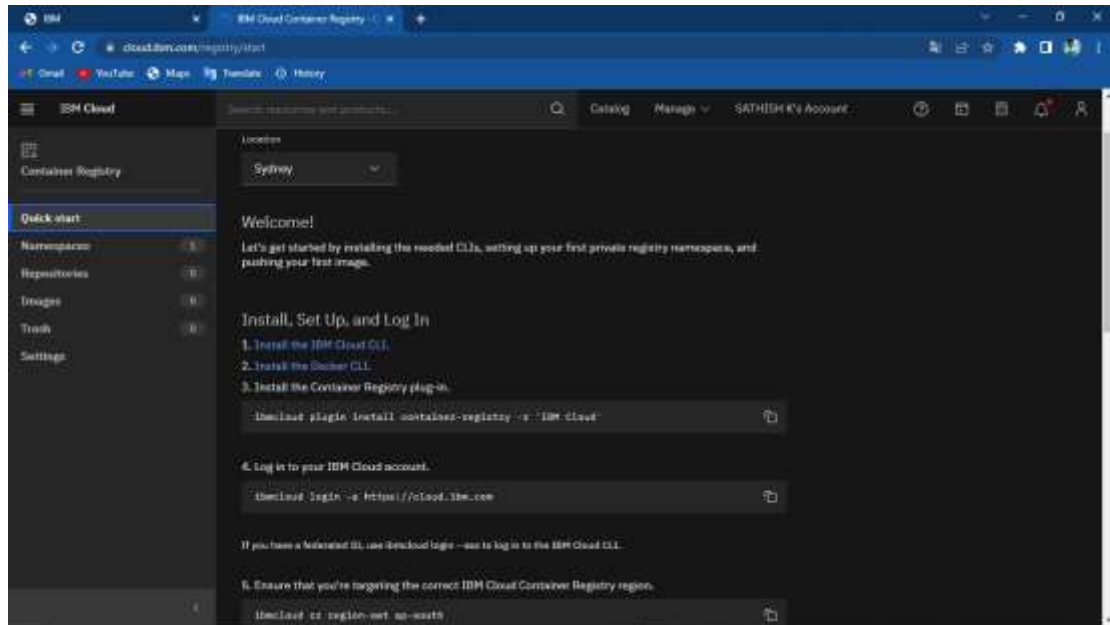 IBM
IBM Cloud Container Registry
cloud.ibm.com/registry/start
Gmail YouTube Maps Translate History
IBM Cloud
Search resources and products...
Catalog Manage SATHISH K's Account
Container Registry
Quick start
Namespaces
Repositories 0
Images 0
Trash 0
Settings
Location
Sydney
Welcome!
Let's get started by installing the needed CLIs, setting up your first private registry namespace, and
pushing your first image.
Install, Set Up, and Log In
1. Install the IBM Cloud CLI.
2. Install the Docker CLI.
3. Install the Container Registry plug-in.
ibmcloud plugin install container-registry -r 'IBM Cloud'
4. Log in to your IBM Cloud account.
ibmcloud login -a https://cloud.ibm.com
If you have a federated ID, use ibmcloud login --sso to log in to the IBM Cloud CLI.
5. Ensure that you're targeting the correct IBM Cloud Container Registry region.
ibmcloud cr region-set ap-south